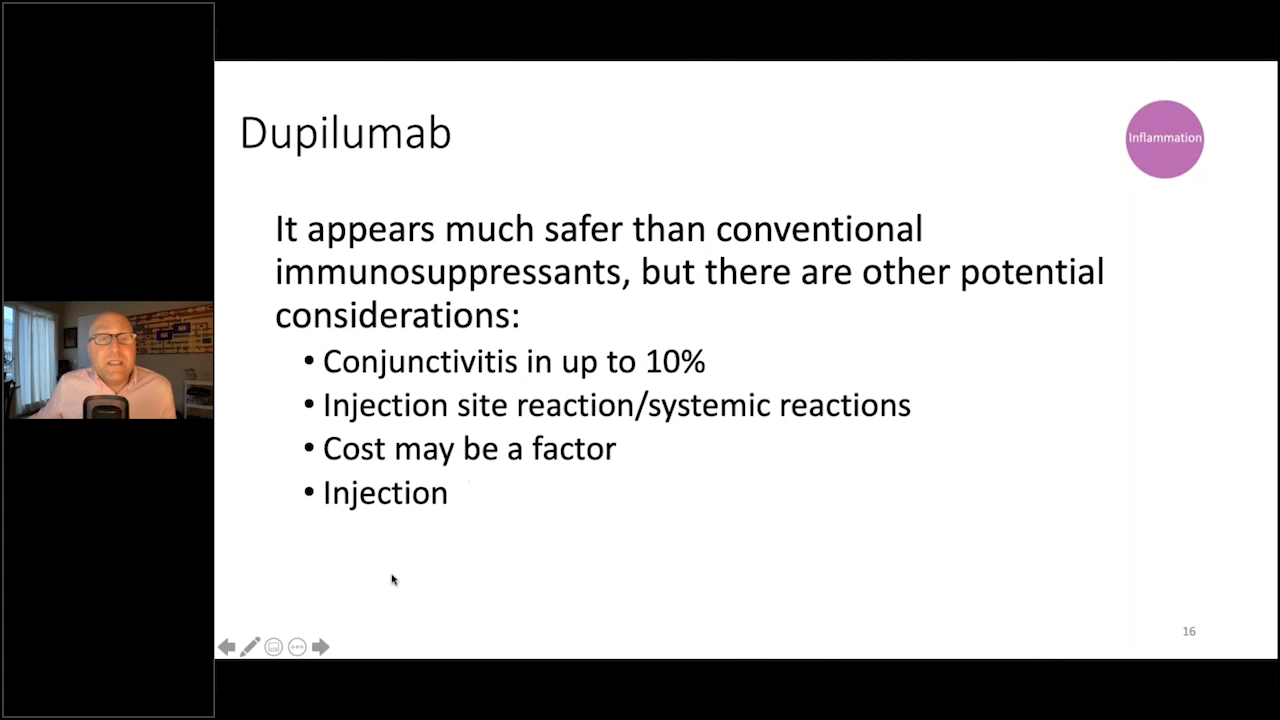 Dupilumab
Inflammation
It appears much safer than conventional
immunosuppressants, but there are other potential
considerations:
• Conjunctivitis in up to 10%
• Injection site reaction/systemic reactions
• Cost may be a factor
• Injection
16